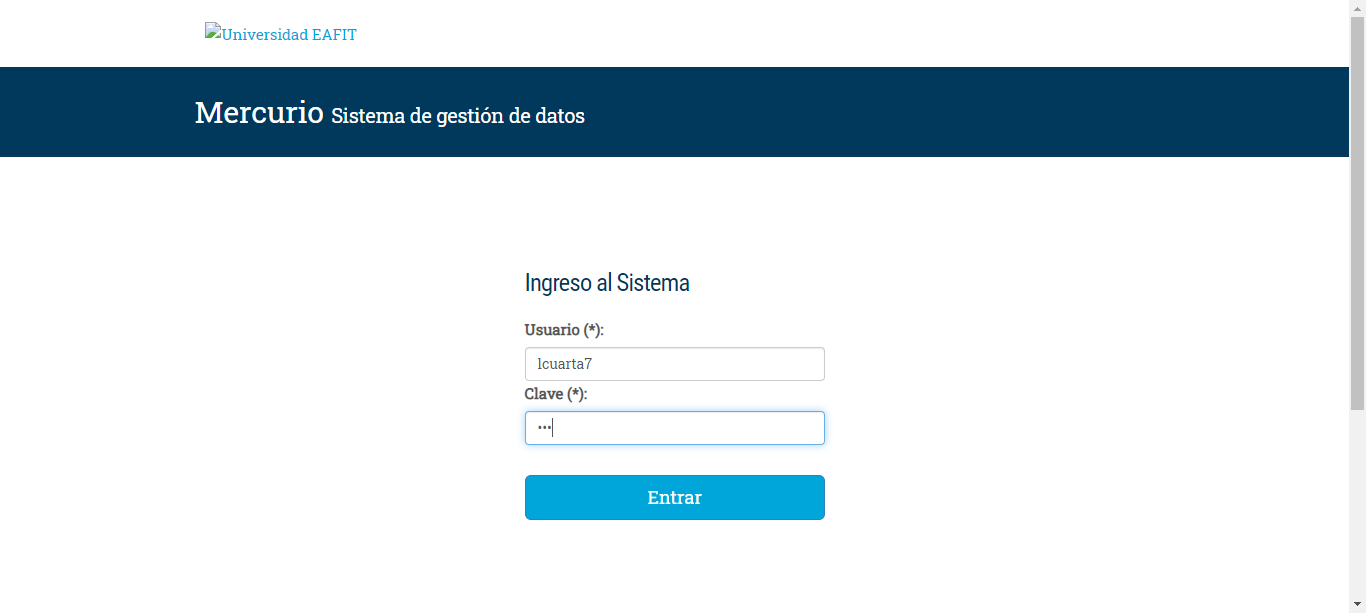 Universidad EAFIT
Mercurio Sistema de gestión de datos
Ingreso al Sistema
Usuario (*):
lcuarta7
Clave (*):
•••
Entrar